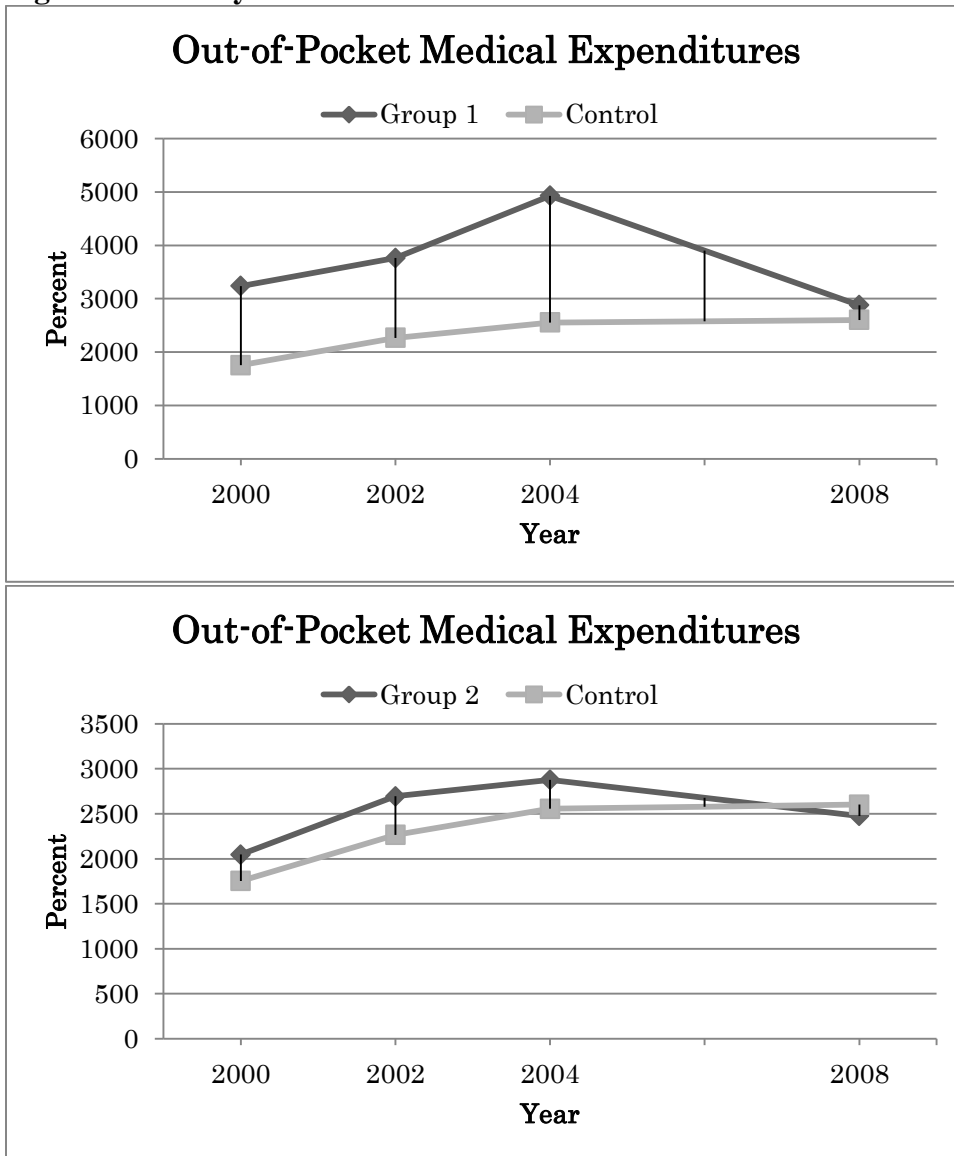 Out-of-Pocket Medical Expenditures
Group 1 Control
6000
5000
4000
3000
2000
1000
0
Percent
2000 2002 2004 2008
Year
Out-of-Pocket Medical Expenditures
Group 2 Control
3500
3000
2500
2000
1500
1000
500
0
Percent
2000 2002 2004 2008
Year